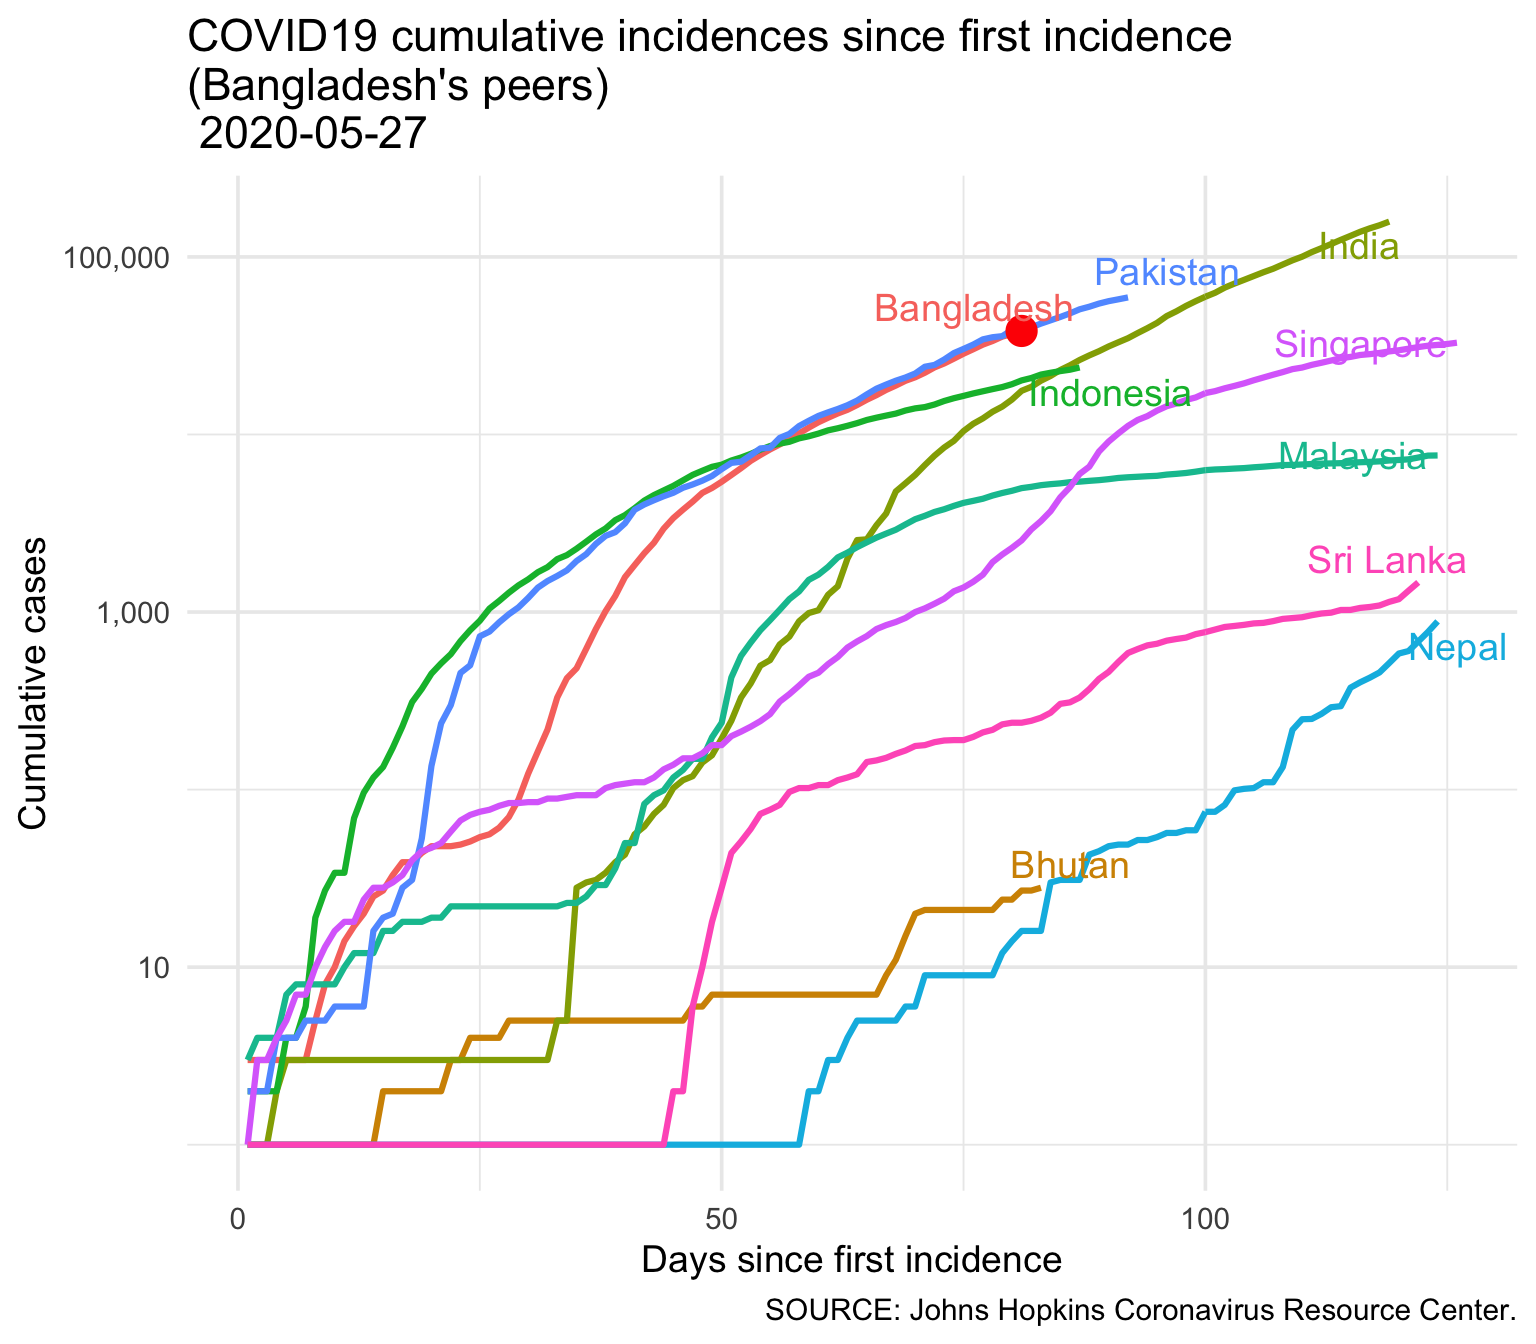 COVID19 cumulative incidences since first incidence
(Bangladesh's peers)
2020-05-27
100,000
1,000
10
Cumulative cases
India
Pakistan
Bangladesh
Singapore
Indonesia
Malaysia
Sri Lanka
Nepal
Bhutan
0 50 100
Days since first incidence
SOURCE: Johns Hopkins Coronavirus Resource Center.